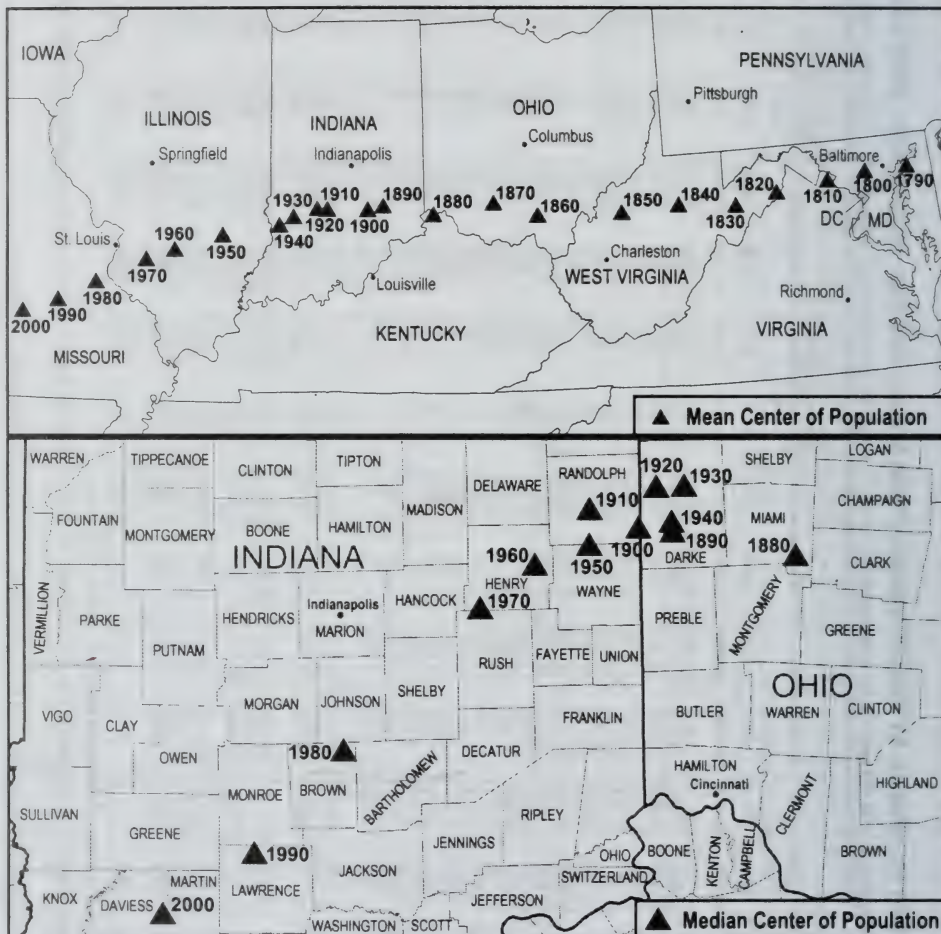 IOWA
PENNSYLVANIA
Pittsburgh
ILLINOIS
INDIANA
OHIO
Columbus
Springfield
Indianapolis
Baltimore
1930 1910 1890
1880
1870
1860
1850
1840
1820
1830
1810
1800
1790
1920
1900
1940
DC
MD
St. Louis
1960
1950
1970
1980
1990
2000
Charleston
WEST VIRGINIA
Louisville
Richmond
KENTUCKY
VIRGINIA
MISSOURI
▲ Mean Center of Population
WARREN
TIPPECANOE
CLINTON
TIPTON
RANDOLPH
1920
1930
SHELBY
LOGAN
DELAWARE
MADISON
1910
CHAMPAIGN
FOUNTAIN
MONTGOMERY
BOONE
HAMILTON
1940
MIAMI
INDIANA
1960
1900
1890
1880
1950
DARKE
CLARK
HENRY
WAYNE
1970
HANCOCK
VERMILLION
PARKE
HENDRICKS
Indianapolis
MARION
PREBLE
MONTGOMERY
GREENE
PUTNAM
RUSH
FAYETTE
UNION
SHELBY
MORGAN
JOHNSON
OHIO
VIGO
CLAY
FRANKLIN
BUTLER
WARREN
CLINTON
OWEN
1980
DECATUR
BROWN
BARTHOLOMEW
HAMILTON
Cincinnati
HIGHLAND
MONROE
SULLIVAN
GREENE
RIPLEY
CLERMONT
JENNINGS
1990
OHIO
BOONE
KENTON
CAMPBELL
BROWN
JACKSON
SWITZERLAND
MARTIN
LAWRENCE
KNOX
DAVIESS
2000
JEFFERSON
WASHINGTON
SCOTT
▲ Median Center of Population